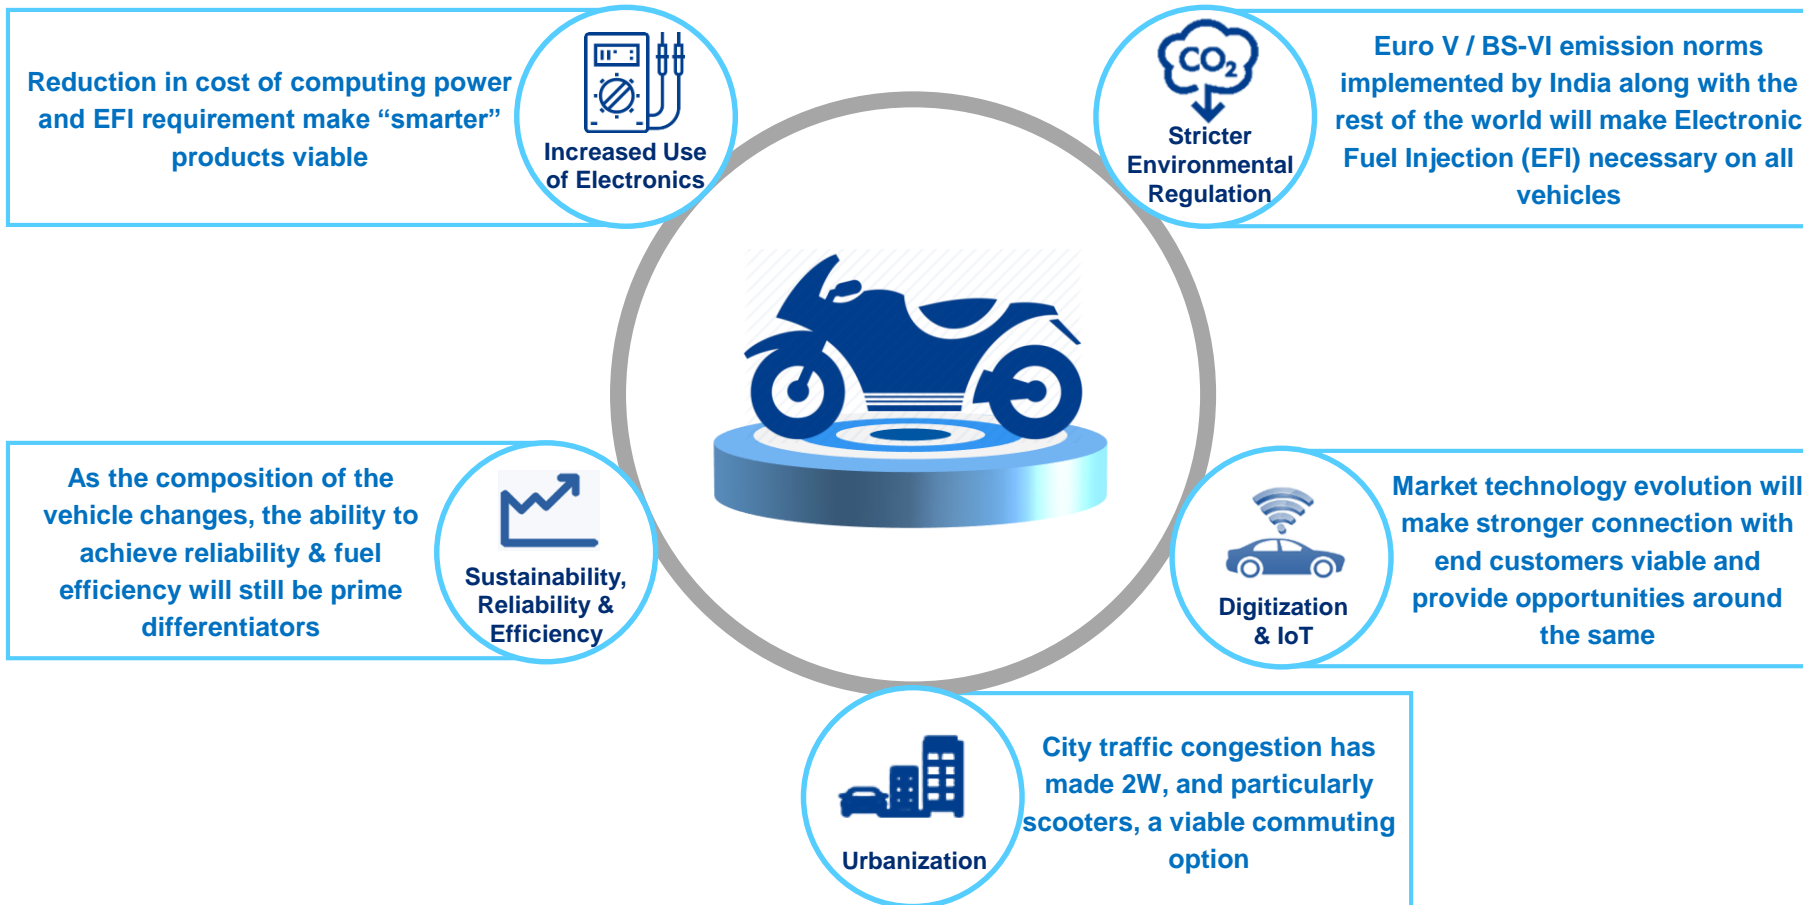 Reduction in cost of computing power
and EFI requirement make “smarter”
products viable
Increased Use
of Electronics
CO2
Stricter
Environmental
Regulation
Euro V / BS-VI emission norms
implemented by India along with the
rest of the world will make Electronic
Fuel Injection (EFI) necessary on all
vehicles
As the composition of the
vehicle changes, the ability to
achieve reliability & fuel
efficiency will still be prime
differentiators
Sustainability,
Reliability &
Efficiency
Digitization
& IoT
Market technology evolution will
make stronger connection with
end customers viable and
provide opportunities around
the same
Urbanization
City traffic congestion has
made 2W, and particularly
scooters, a viable commuting
option